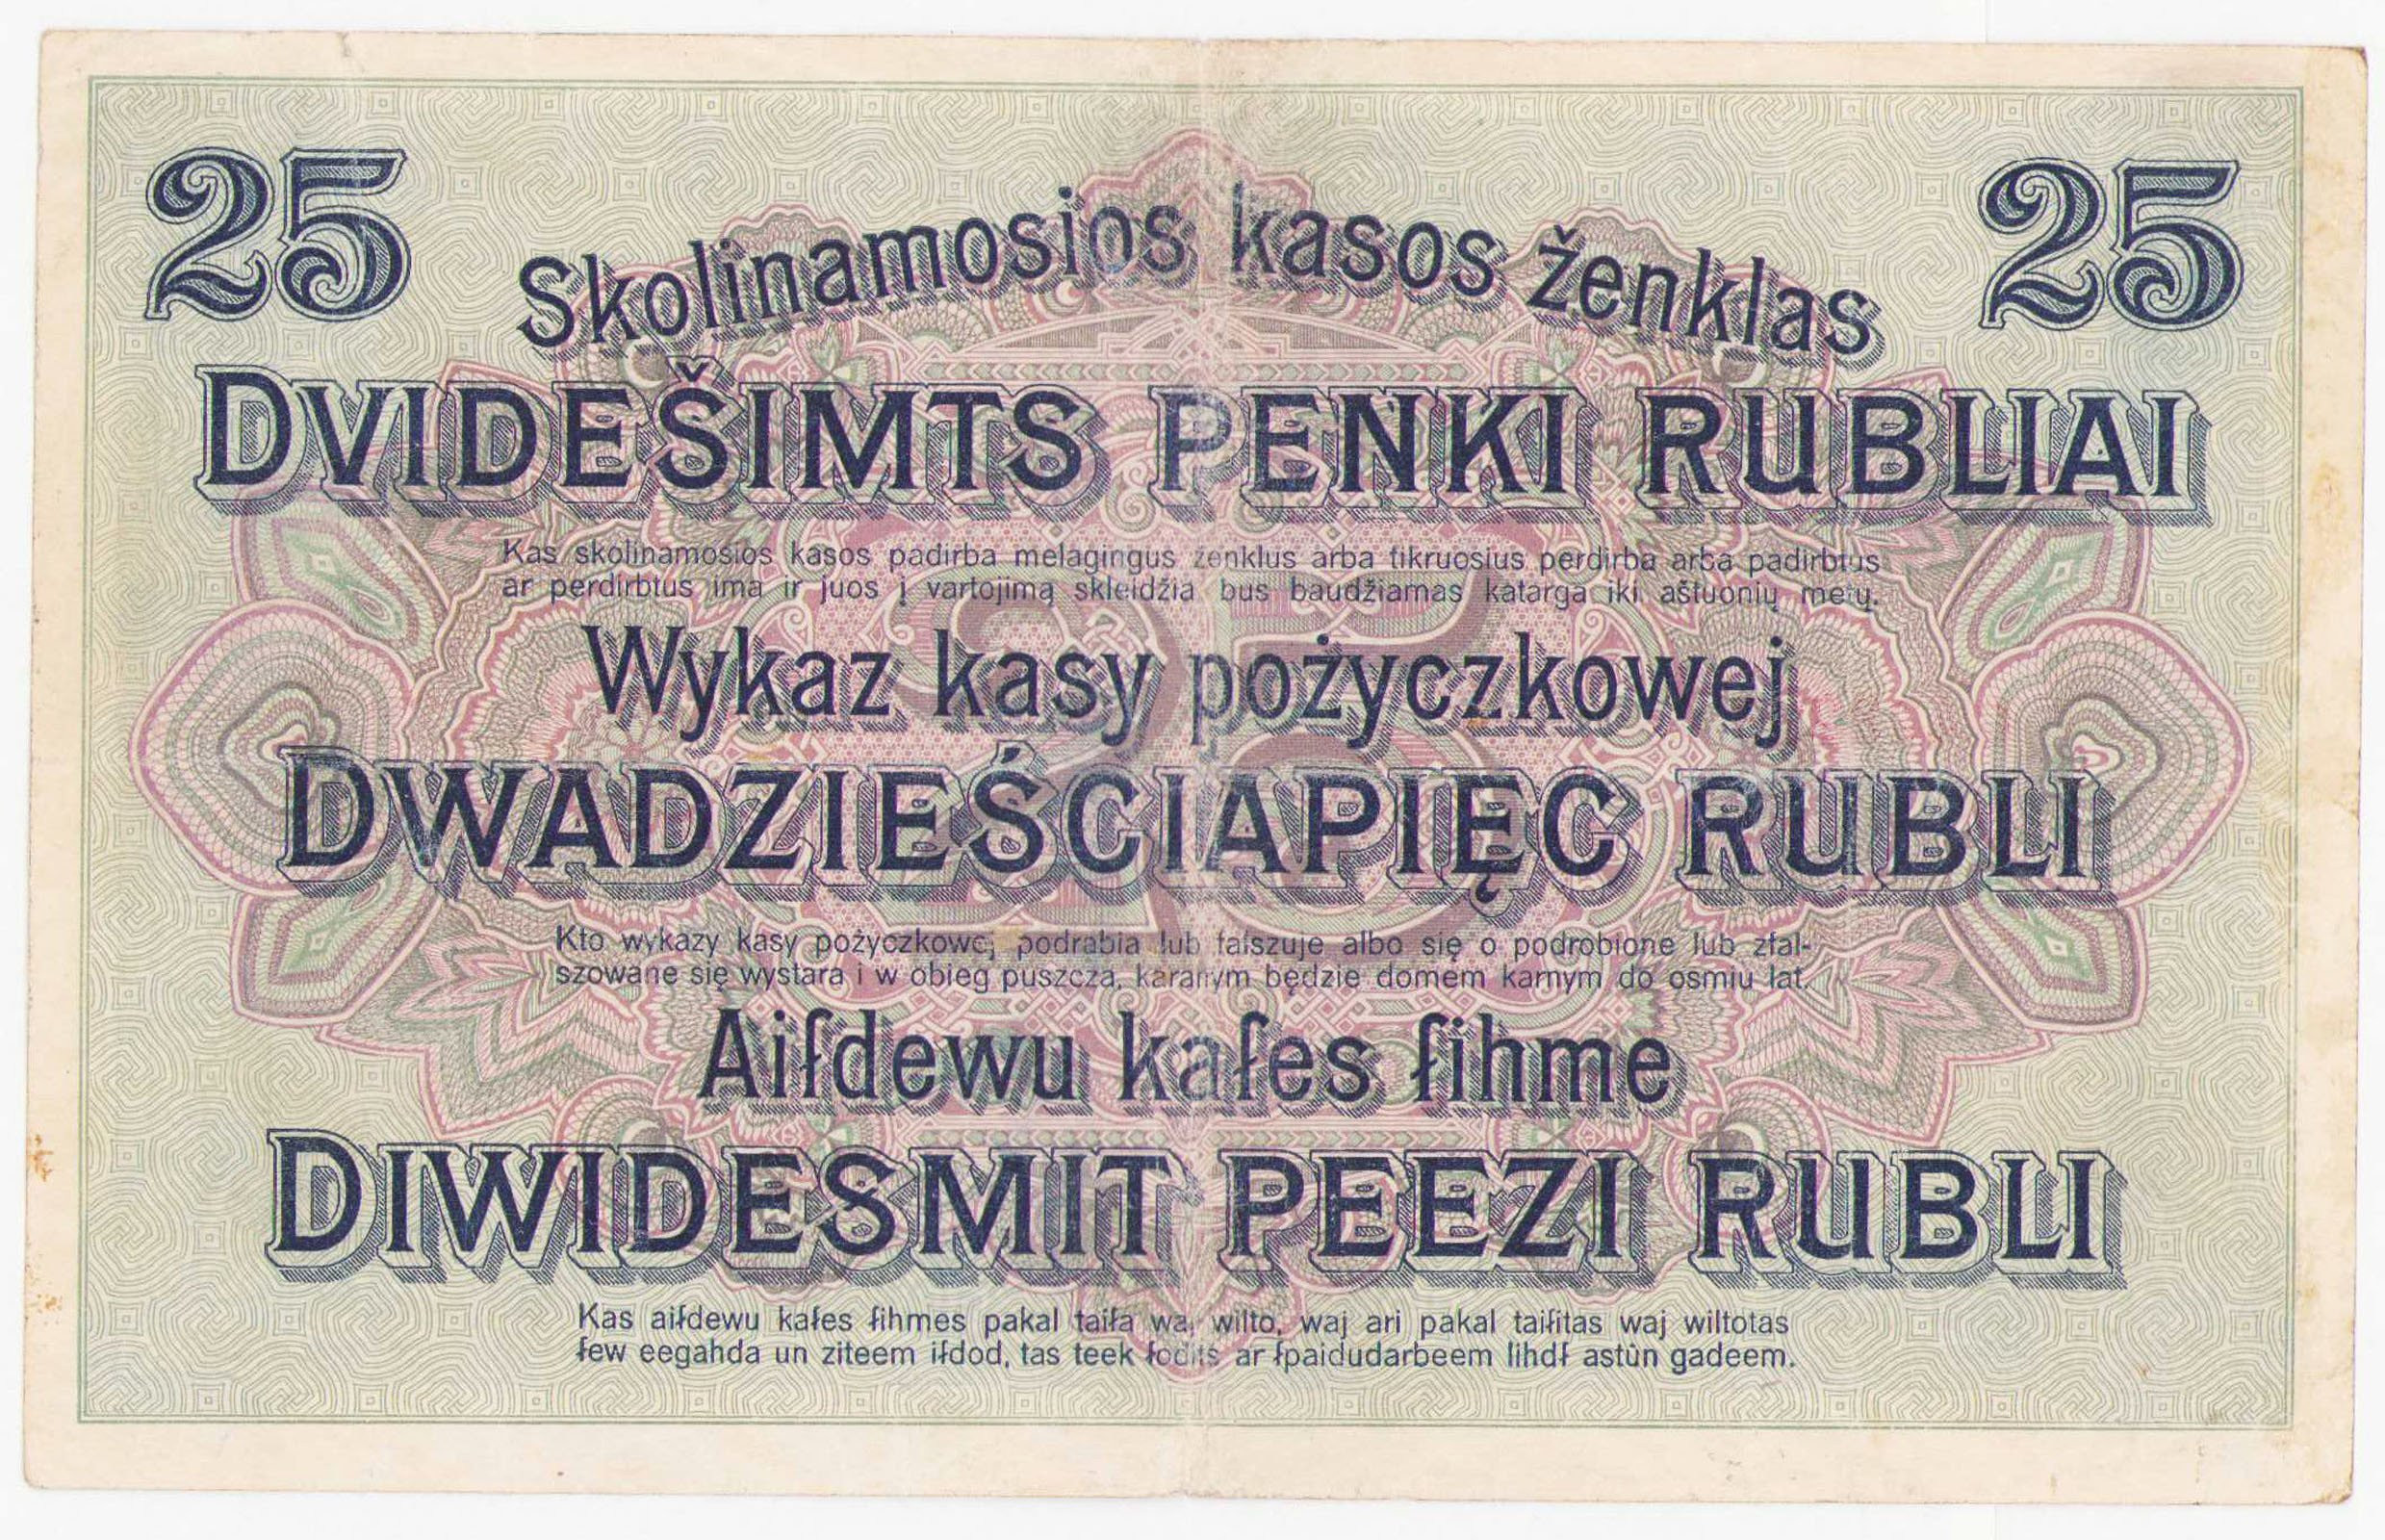 25 25
Skolinamosios kasos ženklas
DVIDEŠIMTS PENKI RUBLIAI
Kas skolinamosios kasos padirba melagingus ženklus arba tikruosius perdirba arba padirbtus
ar perdirbtus ima ir juos į vartojimą skleidžia bus baudžiamas katarga iki aštuonių metų.
Wykaz kasy pożyczkowej
DWADZIEŚCIAPIĘC RUBLI
Kto wykazy kasy pożyczkowej podrabia lub fałszuje albo się o podrobione lub zfal-
szowane się wystara i w obieg puszcza, karanym będzie domem karnym do osmiu lat.
Aiſdewu kaſes ſihme
DIWIDESMIT PEEZI RUBLI
Kas aiſdewu kaſes ſihmes pakal taiſa waj wilto, waj ari pakal taiſitas waj wiltotas
ſew eegahda un ziteem iſdod, tas teek ſodits ar ſpaidudarbeem lihdſ astûn gadeem.